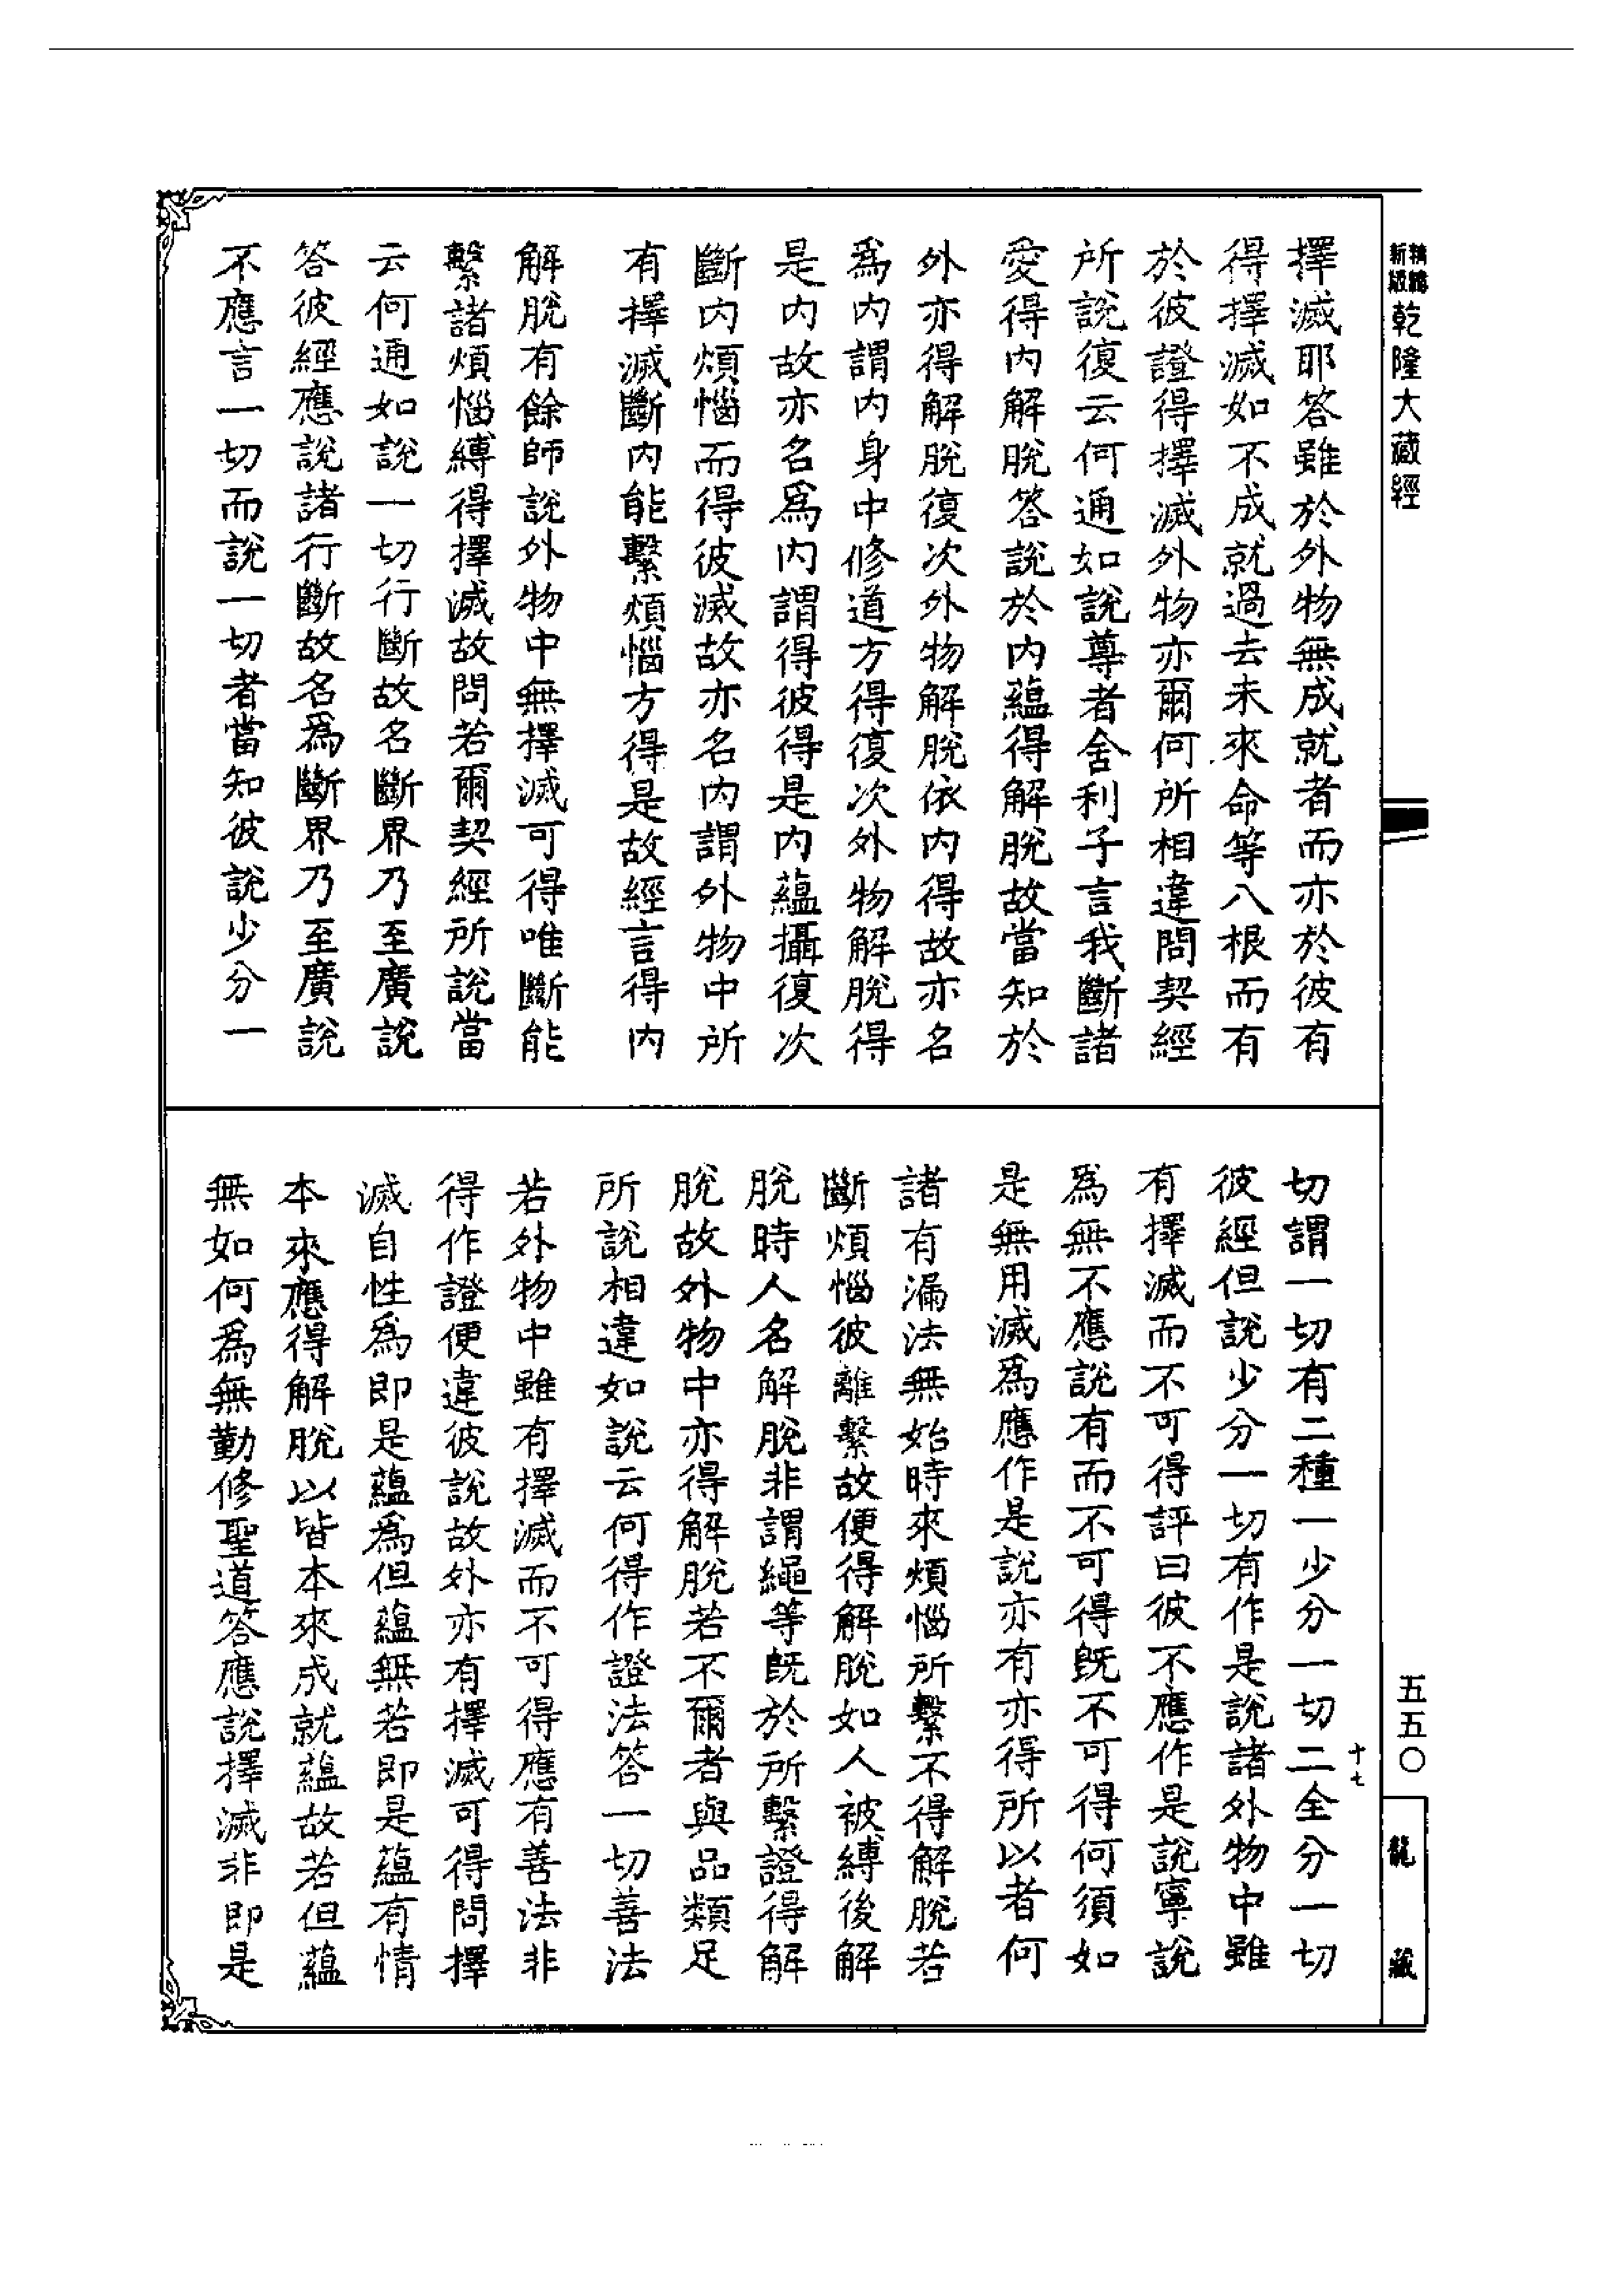 乾隆大藏經
擇滅耶答雖於外物無成就者而亦於彼有
得擇滅如不成就過去未來命等八根而有
於彼證得擇滅外物亦爾何所相違問契經
所說復云何通如說尊者舍利子言我斷諸
愛得內解脫答說於內蘊得解脫故當知於
外亦得解脫復次外物解脫依內得故亦名
為內謂內身中修道方得復次外物解脫得
是內故亦名為內謂得彼得是內蘊攝復次
斷內煩惱而得彼滅故亦名內謂外物中所
有擇滅斷內能繫煩惱方得是故經言得內
解脫有餘師說外物中無擇滅可得唯斷能
繫諸煩惱縛得擇滅故問若爾契經所說當
云何通如說一切行斷故名斷界乃至廣說
答彼經應說諸行斷故名為斷界乃至廣說
不應言一切而說一切者當知彼說少分一
切謂一切有二種一少分一切二全分一切
彼經但說少分一切有作是說諸外物中雖
有擇滅而不可得評曰彼不應作是說寧說
為無不應說有而不可得既不可得何須如
是無用滅為應作是說亦有亦得所以者何
諸有漏法無始時來煩惱所繫不得解脫若
斷煩惱彼離繫故便得解脫如人被縛後解
脫時人名解脫非謂繩等既於所繫證得解
脫故外物中亦得解脫若不爾者與品類足
所說相違如說云何得作證法答一切善法
若外物中雖有擇滅而不可得應有善法非
得作證便違彼說故外亦有擇滅可得問擇
滅自性為即是蘊為但蘊無若即是蘊有情
本來應得解脫以皆本來成就蘊故若但蘊
無如何為無勤修聖道答應說擇滅非即是
五五〇
十七
龍藏